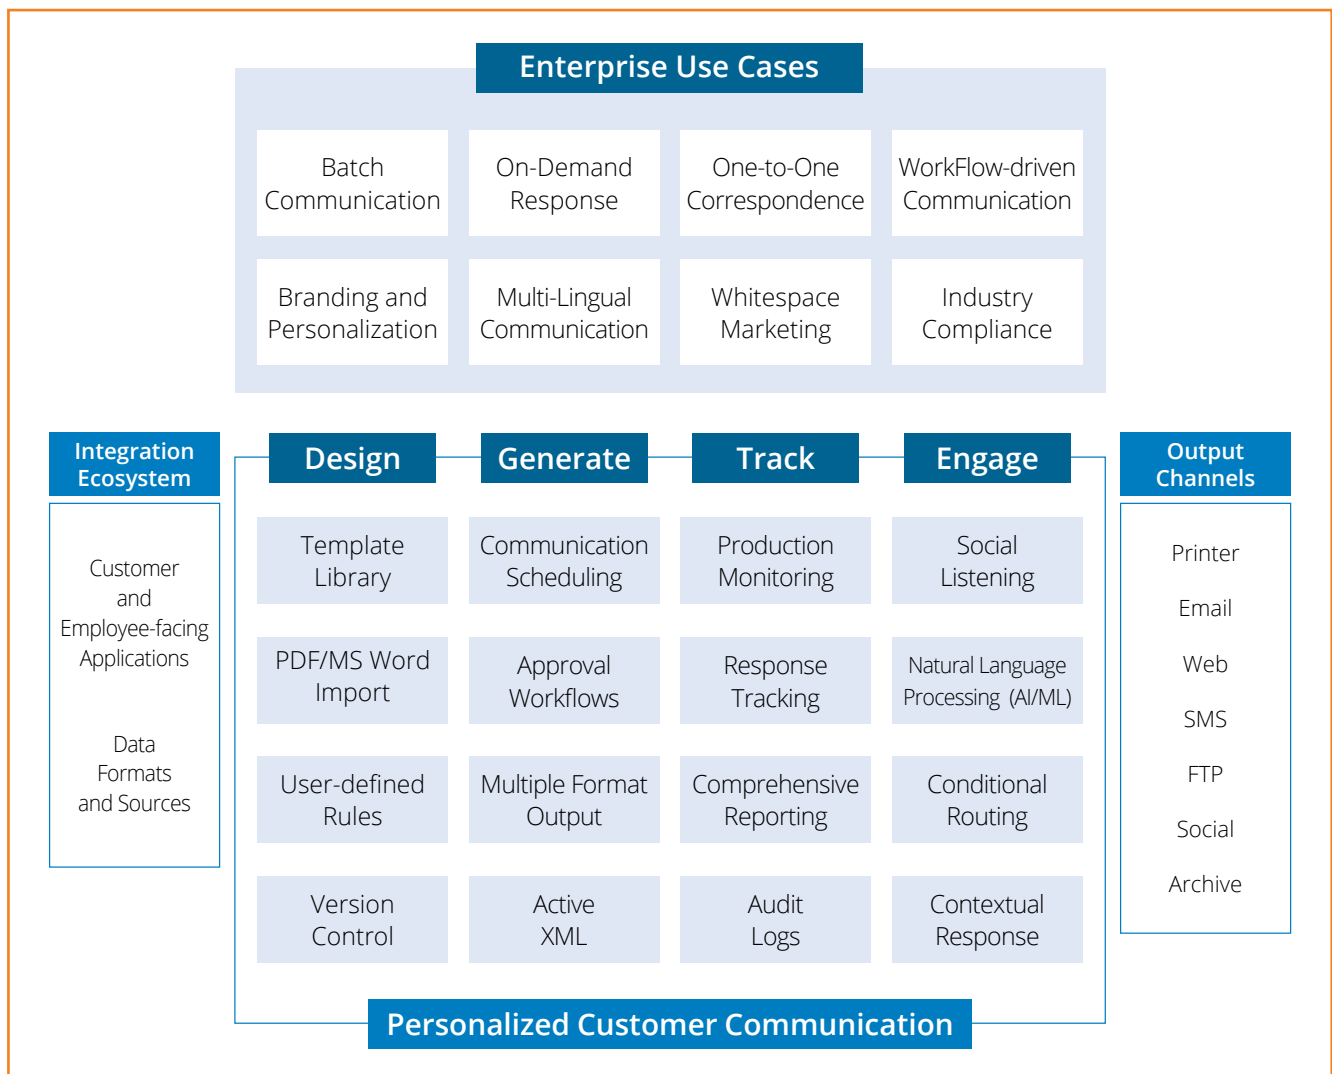 Enterprise Use Cases
Batch
Communication
On-Demand
Response
One-to-One
Correspondence
WorkFlow-driven
Communication
Branding and
Personalization
Multi-Lingual
Communication
Whitespace
Marketing
Industry
Compliance
Integration
Ecosystem
Customer
and
Employee-facing
Applications
Data
Formats
and Sources
Design
Template
Library
PDF/MS Word
Import
User-defined
Rules
Version
Control
Generate
Communication
Scheduling
Approval
Workflows
Multiple Format
Output
Active
XML
Track
Production
Monitoring
Response
Tracking
Comprehensive
Reporting
Audit
Logs
Engage
Social
Listening
Natural Language
Processing (AI/ML)
Conditional
Routing
Contextual
Response
Output
Channels
Printer
Email
Web
SMS
FTP
Social
Archive
Personalized Customer Communication